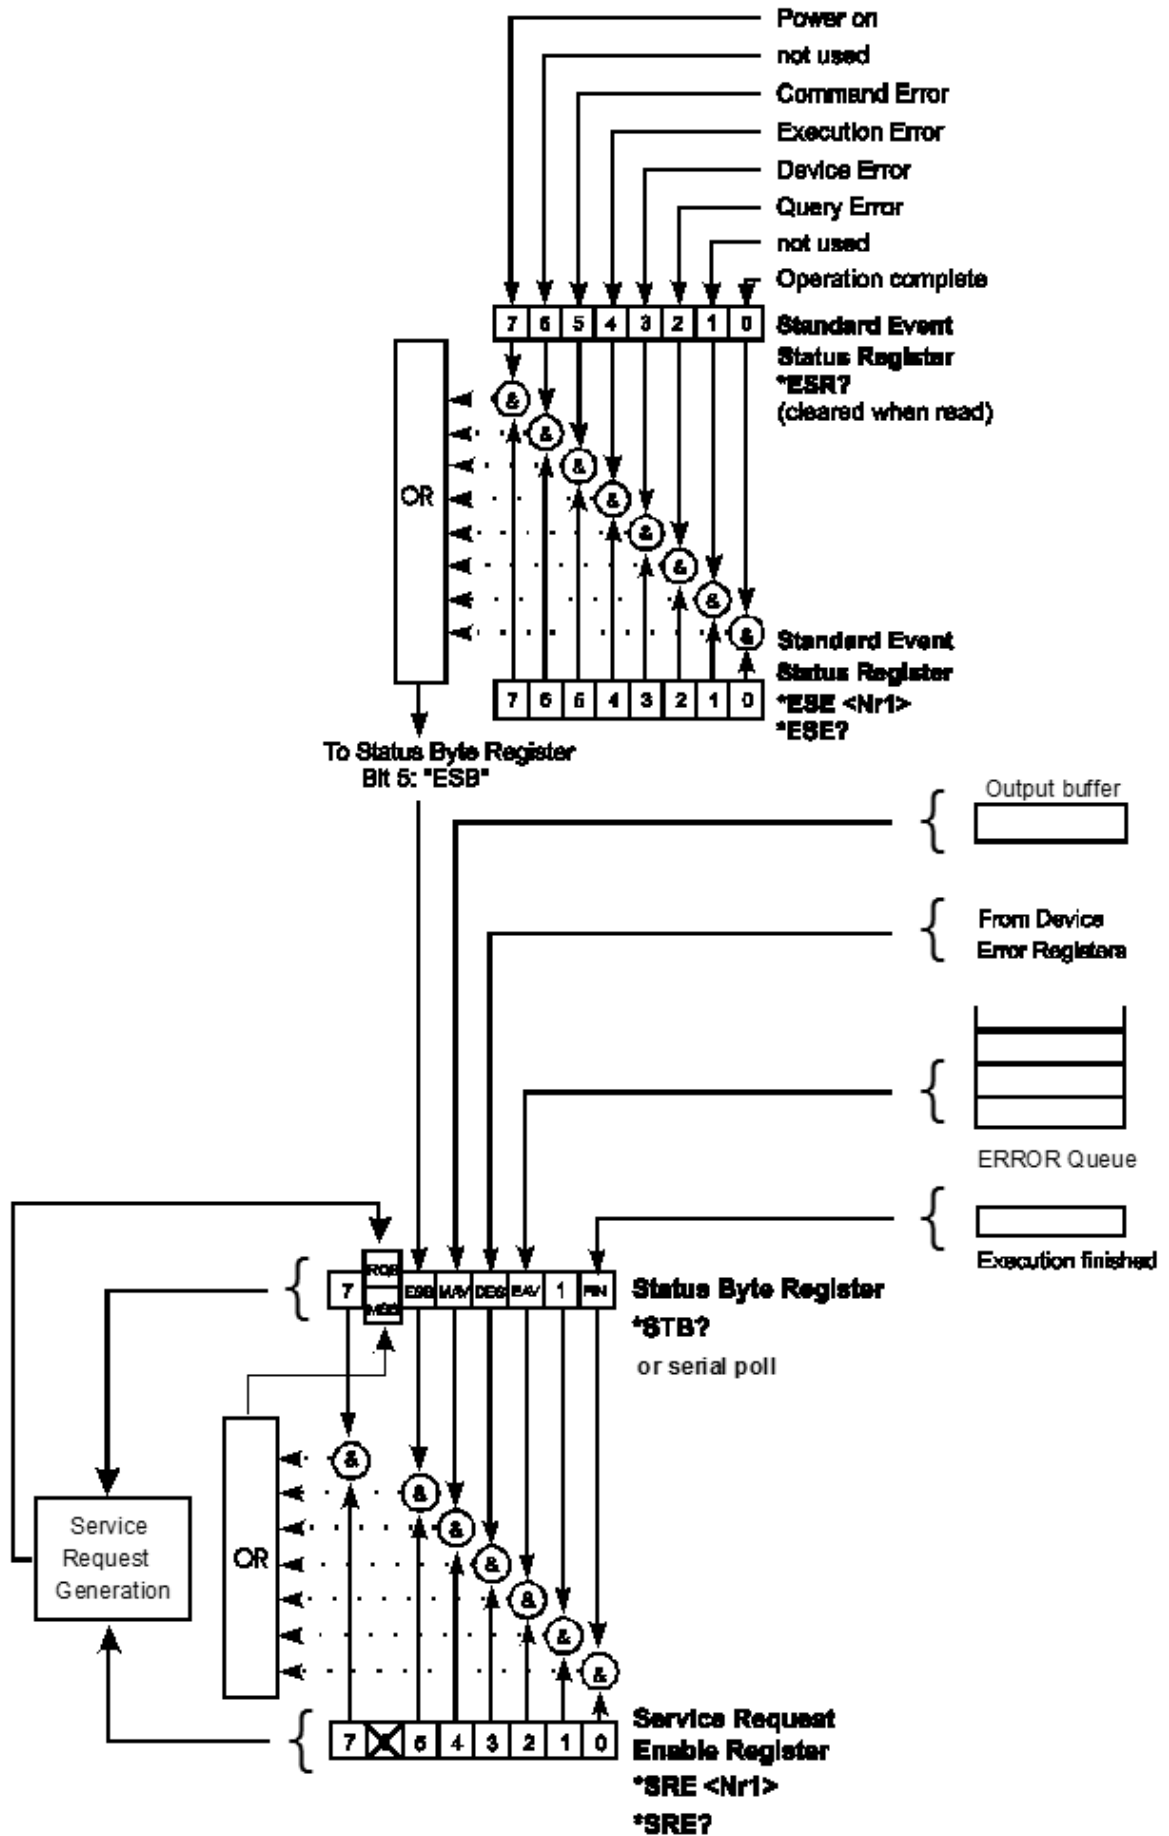 Power on
not used
Command Error
Execution Error
Device Error
Query Error
not used
Operation complete
7 6 5 4 3 2 1 0
Standard Event
Status Register
*ESR?
(cleared when read)
&
&
&
&
&
&
&
&
OR
Standard Event
Status Register
*ESE <Nr1>
*ESE?
7 6 5 4 3 2 1 0
To Status Byte Register
Bit 5: "ESB"
Output buffer
From Device
Error Registers
ERROR Queue
Execution finished
RQS
7 ESB MAV DES EAV 1 FIN
MSS
Status Byte Register
*STB?
or serial poll
&
&
&
&
&
&
&
OR
Service
Request
Generation
7 5 4 3 2 1 0
Service Request
Enable Register
*SRE <Nr1>
*SRE?